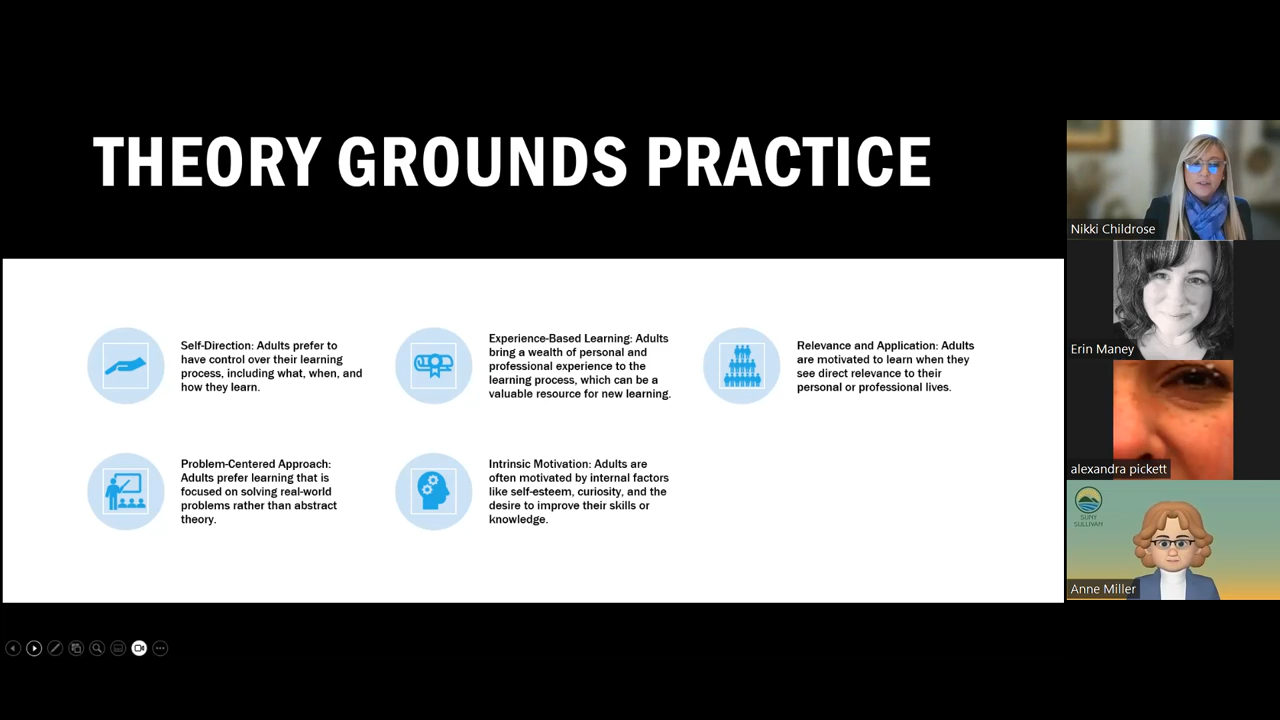 THEORY GROUNDS PRACTICE
Self-Direction: Adults prefer to
have control over their learning
process, including what, when, and
how they learn.
Experience-Based Learning: Adults
bring a wealth of personal and
professional experience to the
learning process, which can be a
valuable resource for new learning.
Relevance and Application: Adults
are motivated to learn when they
see direct relevance to their
personal or professional lives.
Problem-Centered Approach:
Adults prefer learning that is
focused on solving real-world
problems rather than abstract
theory.
Intrinsic Motivation: Adults are
often motivated by internal factors
like self-esteem, curiosity, and the
desire to improve their skills or
knowledge.
Nikki Childrose
Erin Maney
alexandra pickett
SUNY
SULLIVAN
Anne Miller